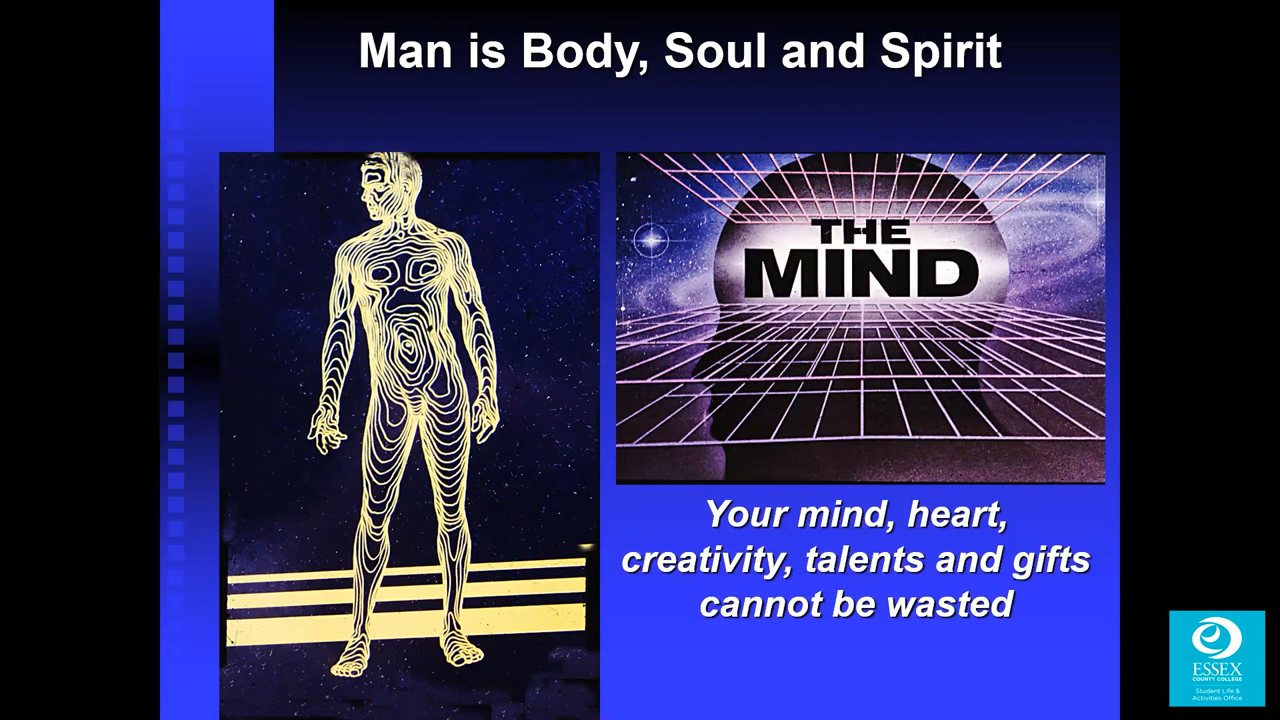 Man is Body, Soul and Spirit
THE
MIND
Your mind, heart,
creativity, talents and gifts
cannot be wasted
ESSEX
COUNTY COLLEGE
Student Life &
Activities Office